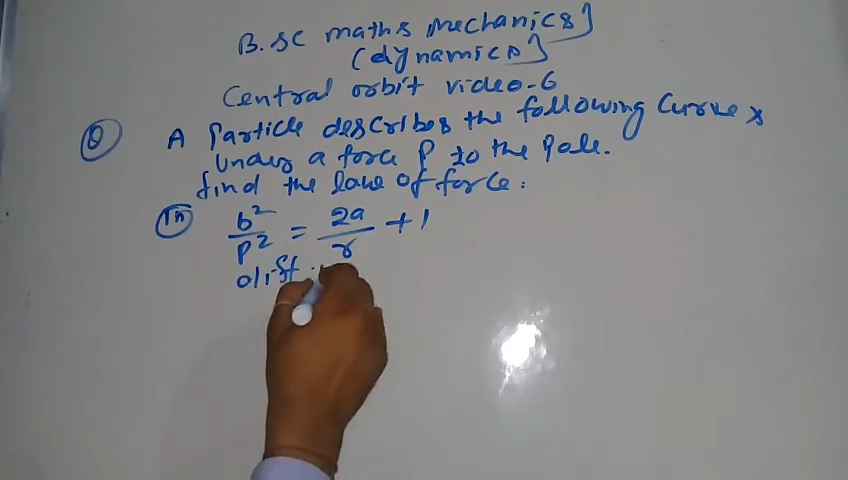 B.SC maths Mechanics]
(dynamics]
Central orbit video-6
Q A Particle describes the following curves
under a force P to the Pole.
find the law of force.
b²/p² = 2a/r + 1
diff